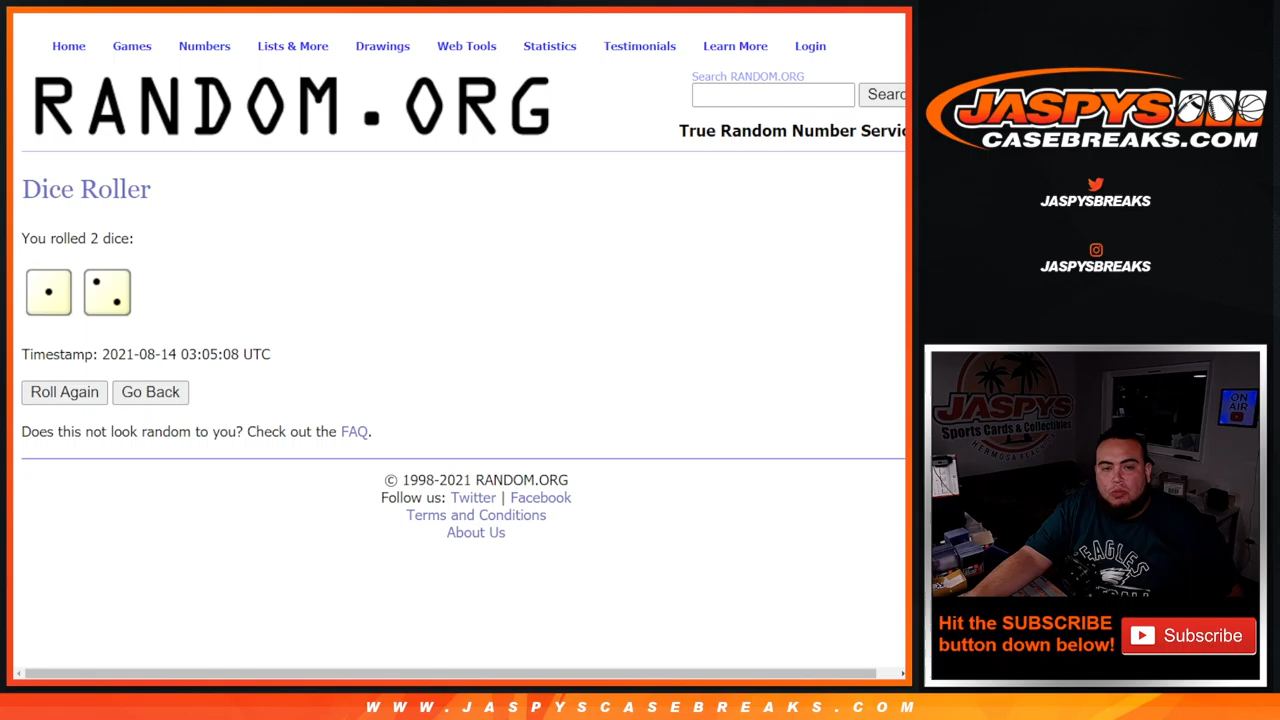 Home Games Numbers Lists & More Drawings Web Tools Statistics Testimonials Learn More Login
RANDOM.ORG
Search RANDOM.ORG
Searc
True Random Number Servic
Dice Roller
You rolled 2 dice:
Timestamp: 2021-08-14 03:05:08 UTC
Roll Again Go Back
Does this not look random to you? Check out the FAQ.
© 1998-2021 RANDOM.ORG
Follow us: Twitter | Facebook
Terms and Conditions
About Us
JASPYS
CASEBREAKS.COM
JASPYSBREAKS
JASPYSBREAKS
JASPYS
Sports Cards & Collectibles
HERMOSA BEACH
ON
AIR
EAGLES
Hit the SUBSCRIBE
button down below!
Subscribe
WWW.JASPYSCASEBREAKS.COM